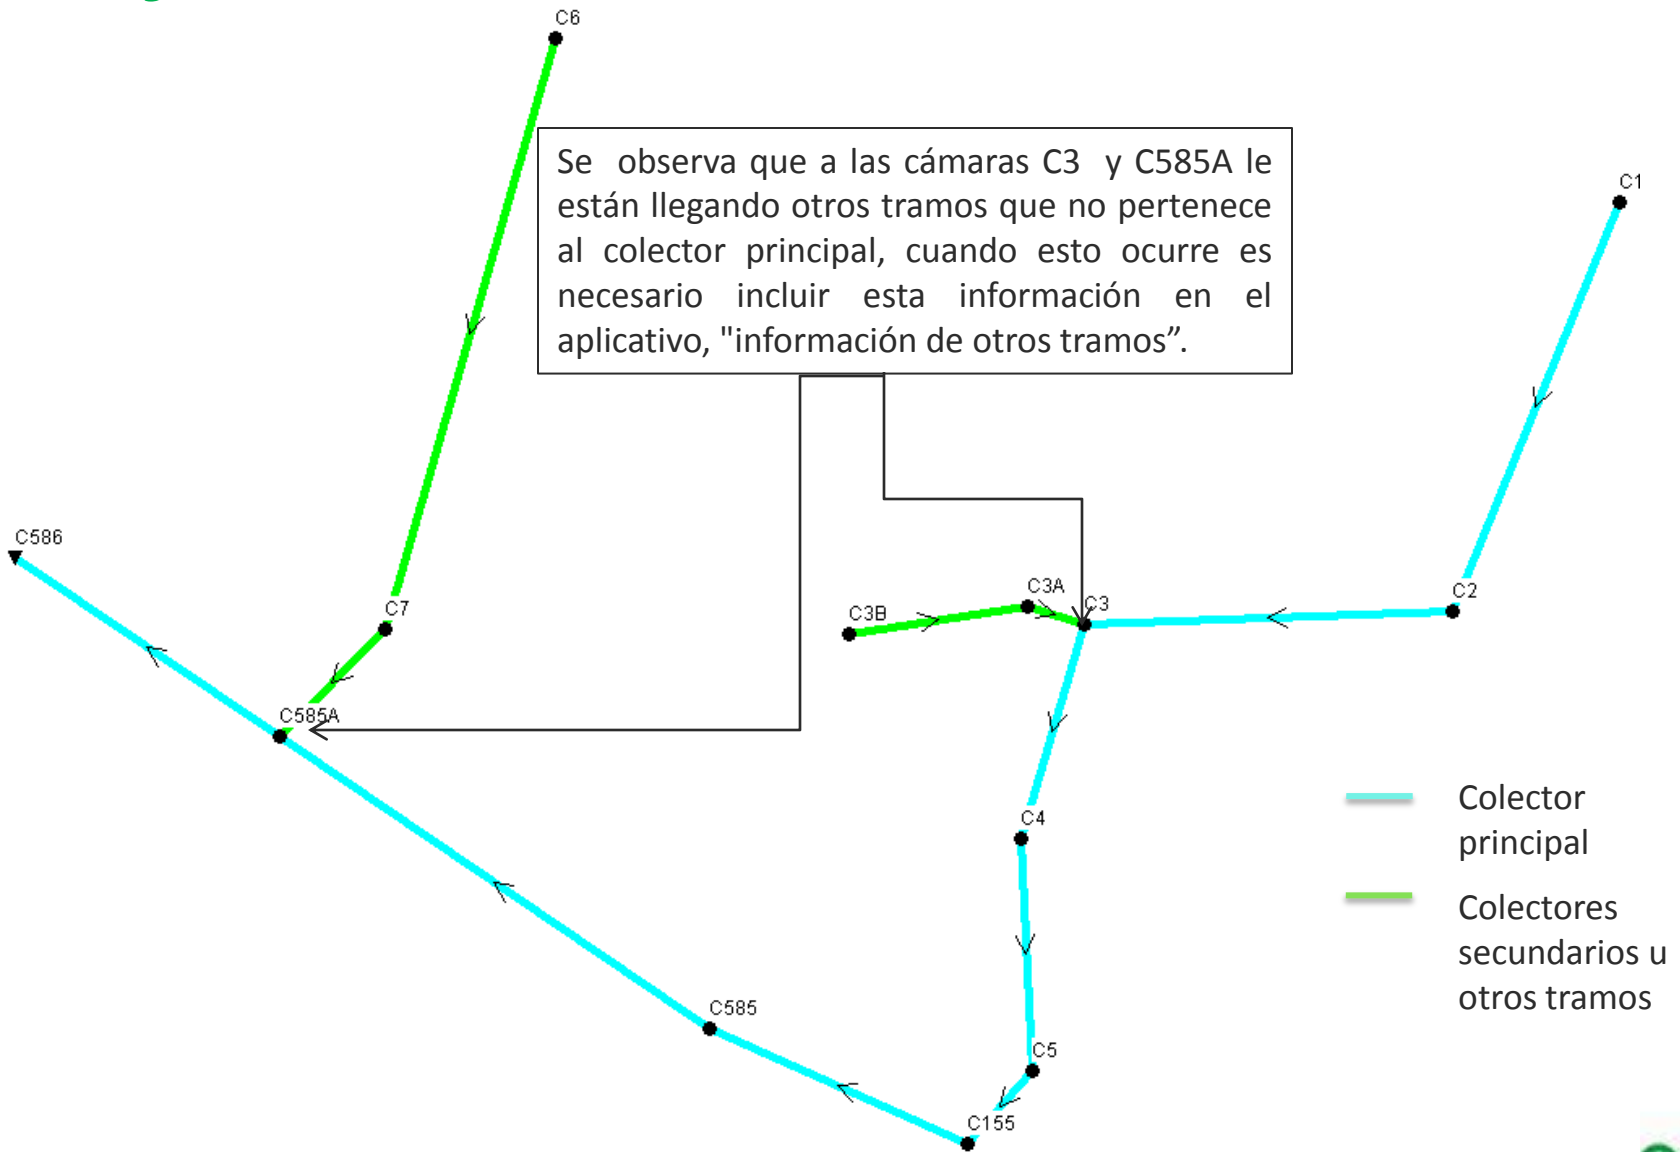 C6
Se observa que a las cámaras C3 y C585A le
están llegando otros tramos que no pertenece
al colector principal, cuando esto ocurre es
necesario incluir esta información en el
aplicativo, "información de otros tramos”.
C1
C586
C7
C3B
C3A
C3
C2
C585A
C4
Colector
principal
Colectores
secundarios u
otros tramos
C585
C5
C155